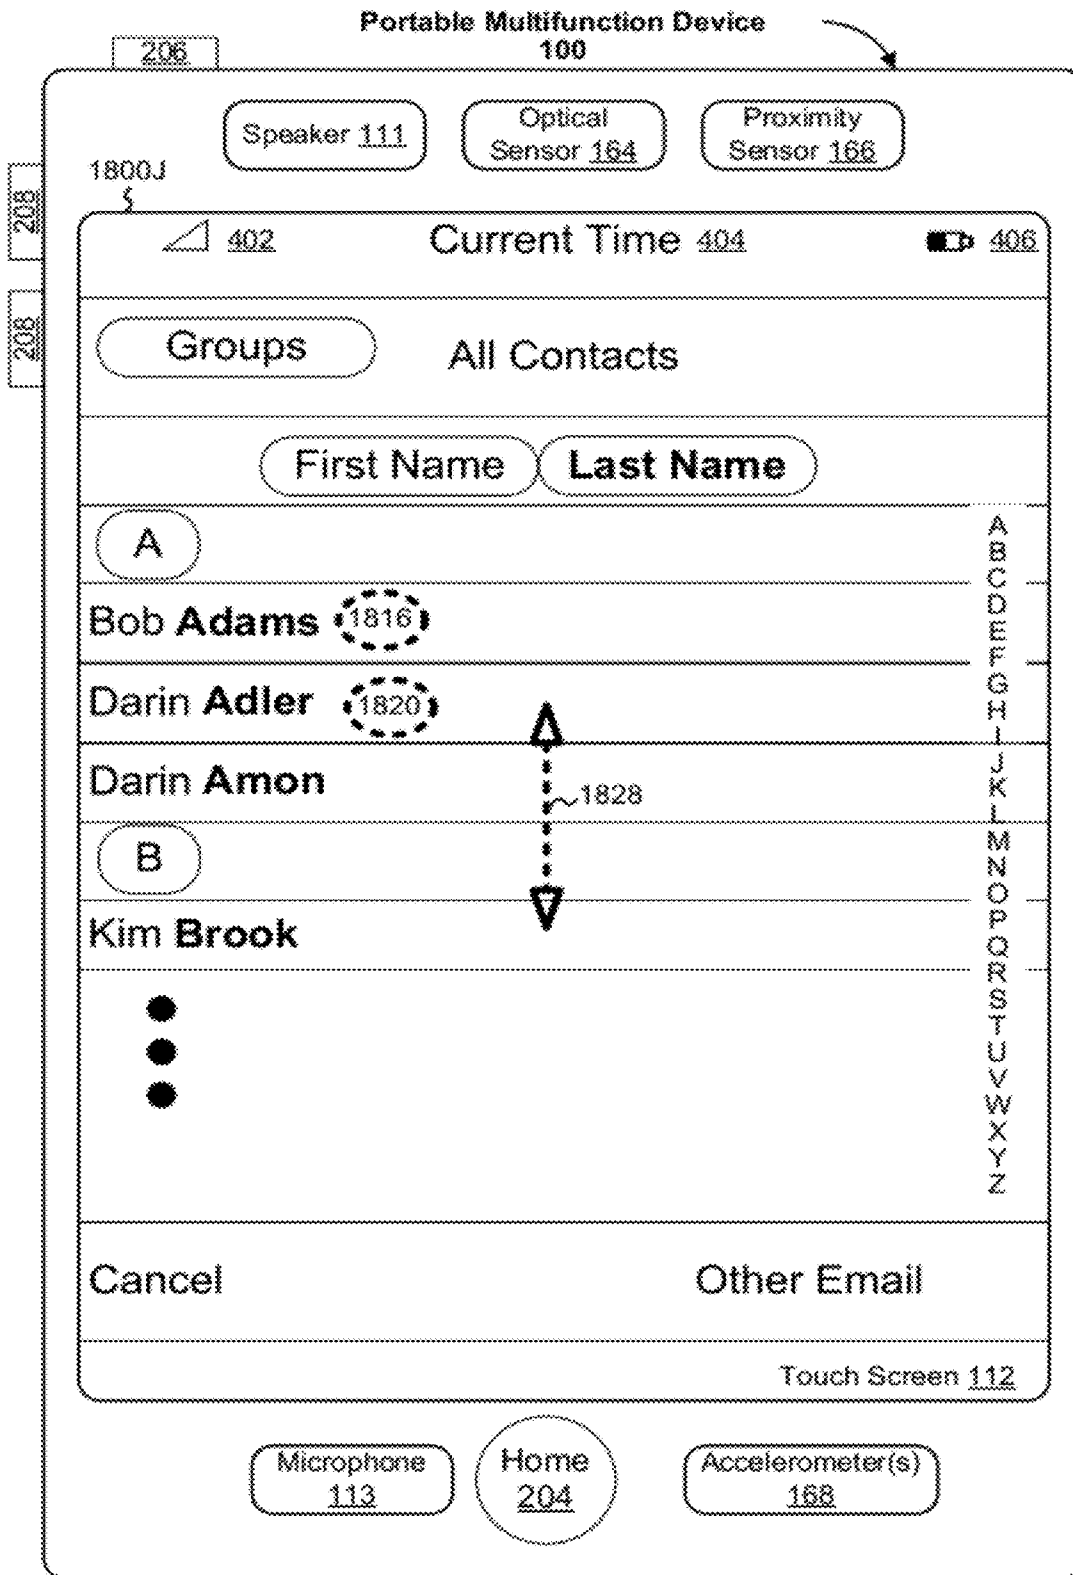 Portable Multifunction Device
100
206
Speaker 111
Optical
Sensor 164
Proximity
Sensor 166
1800J
208
208
402
Current Time 404
406
Groups
All Contacts
First Name
Last Name
A
Bob Adams 1816
Darin Adler 1820
Darin Amon
1828
B
Kim Brook
A
B
C
D
E
F
G
H
I
J
K
L
M
N
O
P
Q
R
S
T
U
V
W
X
Y
Z
Cancel
Other Email
Touch Screen 112
Microphone
113
Home
204
Accelerometer(s)
168